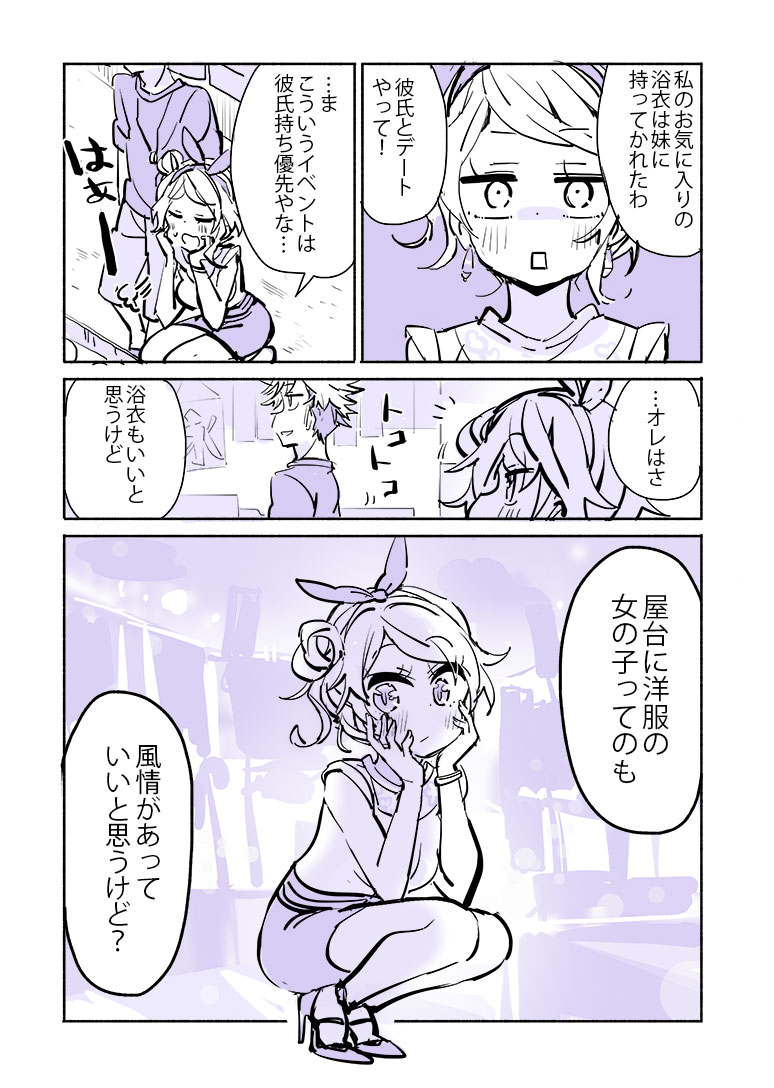 私のお気に入りの
浴衣は妹に
持ってかれたわ
彼氏とデート
やって！
…ま
こういうイベントは
彼氏持ち優先やな…
はぁー
…オレはさ
トコトコ
浴衣もいいと
思うけど
屋台に洋服の
女の子ってのも
風情があって
いいと思うけど？